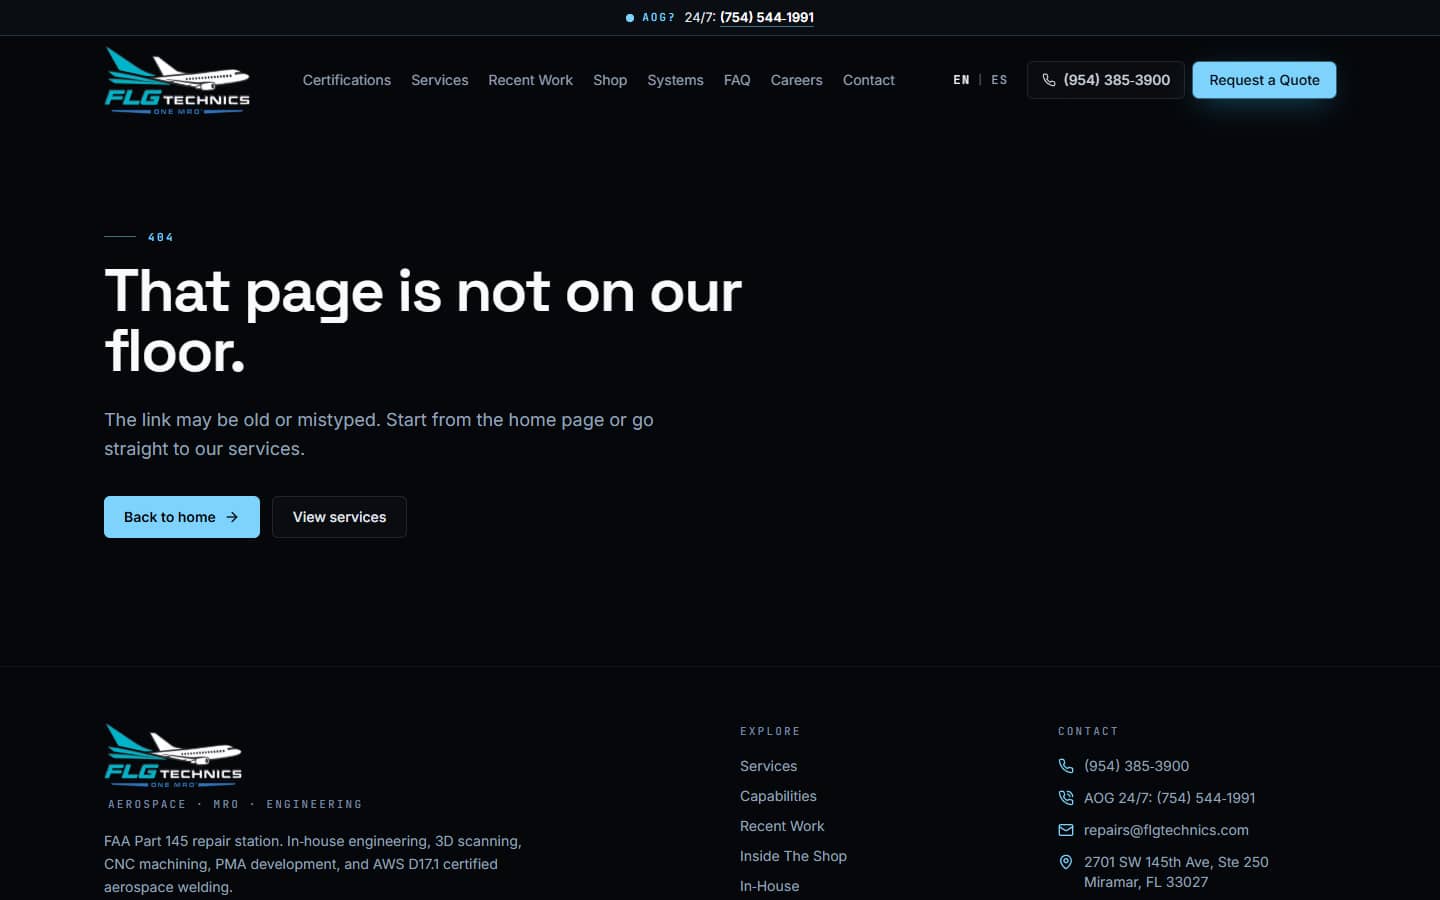 AOG? 24/7: (754) 544-1991
FLG TECHNICS
ONE MRO
Certifications Services Recent Work Shop Systems FAQ Careers Contact EN | ES (954) 385-3900 Request a Quote
404
That page is not on our
floor.
The link may be old or mistyped. Start from the home page or go
straight to our services.
Back to home → View services
FLG TECHNICS
ONE MRO
AEROSPACE · MRO · ENGINEERING
FAA Part 145 repair station. In-house engineering, 3D scanning,
CNC machining, PMA development, and AWS D17.1 certified
aerospace welding.
EXPLORE
Services
Capabilities
Recent Work
Inside The Shop
In-House
CONTACT
(954) 385-3900
AOG 24/7: (754) 544-1991
repairs@flgtechnics.com
2701 SW 145th Ave, Ste 250
Miramar, FL 33027